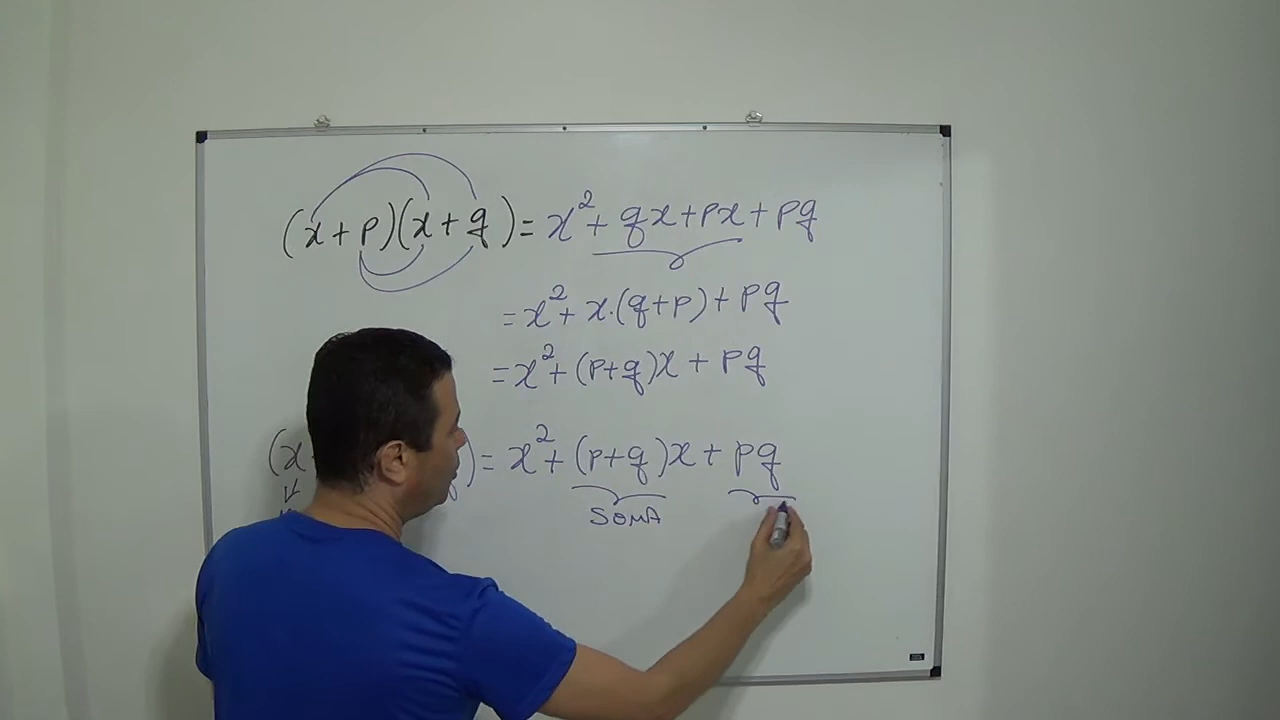 (x+p)(x+q) = x² + qx + px + pq
= x² + x.(q+p) + pq
= x² + (p+q)x + pq
(x q) = x² + (p+q)x + pq
SOMA